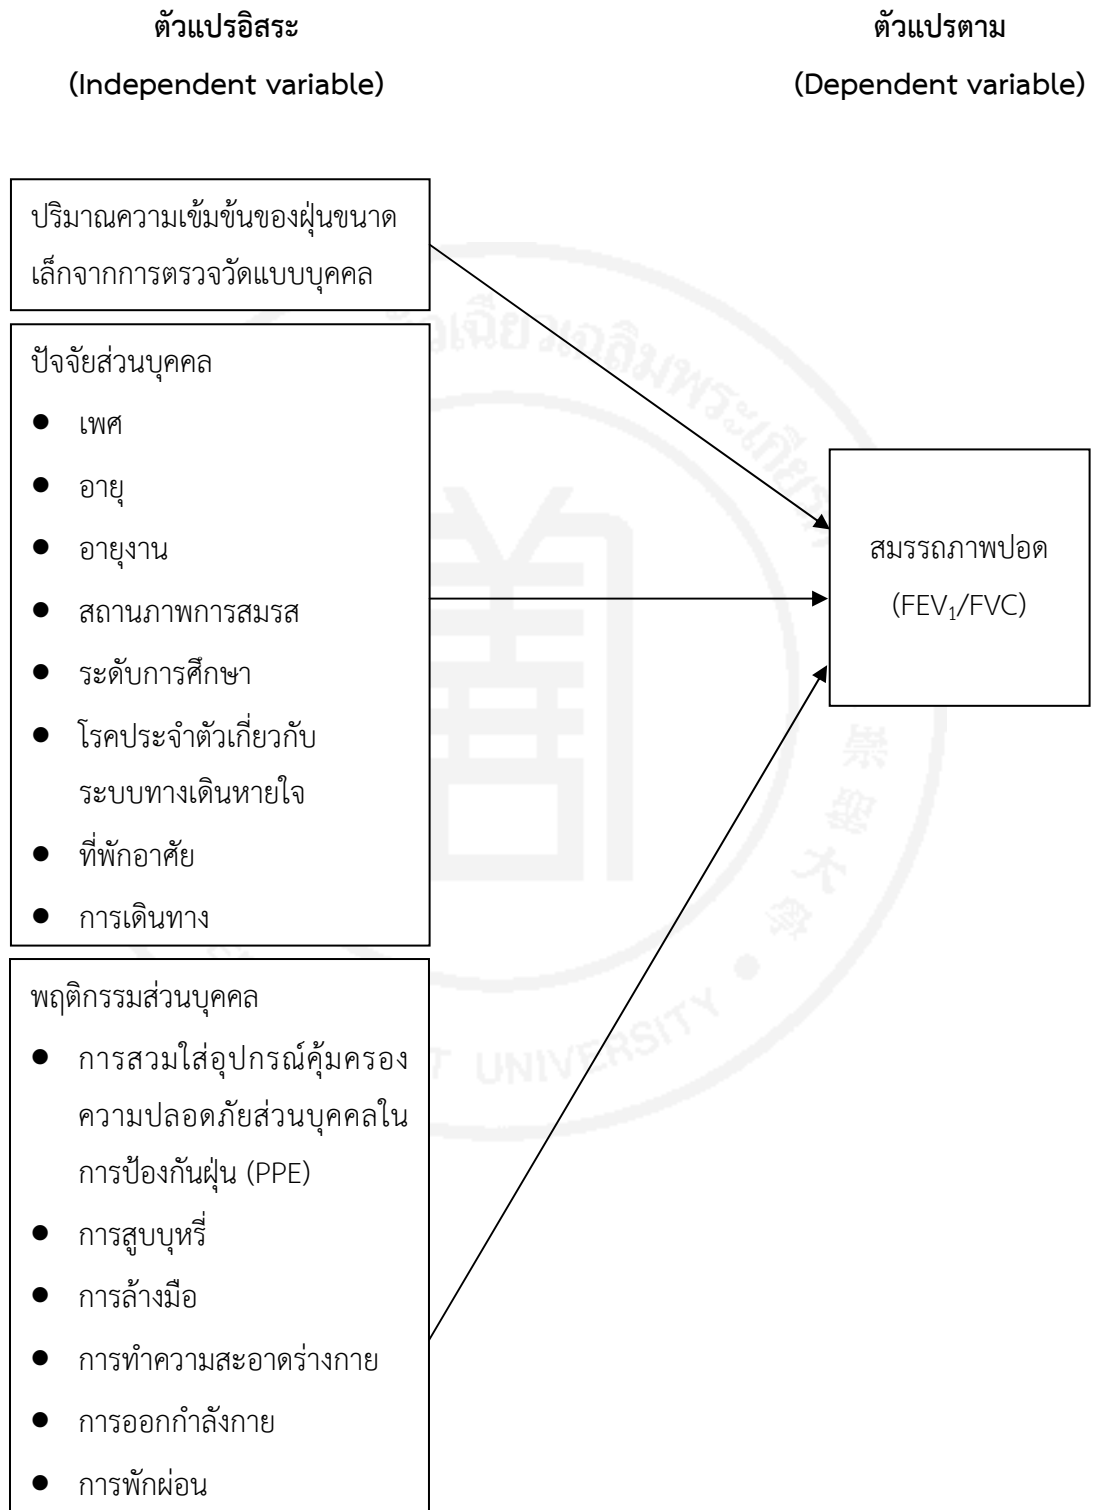 ตัวแปรอิสระ
(Independent variable)
ตัวแปรตาม
(Dependent variable)
ปริมาณความเข้มข้นของฝุ่นขนาด
เล็กจากการตรวจวัดแบบบุคคล
ปัจจัยส่วนบุคคล
● เพศ
● อายุ
● อายุงาน
● สถานภาพการสมรส
● ระดับการศึกษา
● โรคประจำตัวเกี่ยวกับ
ระบบทางเดินหายใจ
● ที่พักอาศัย
● การเดินทาง
พฤติกรรมส่วนบุคคล
● การสวมใส่อุปกรณ์คุ้มครอง
ความปลอดภัยส่วนบุคคลใน
การป้องกันฝุ่น (PPE)
● การสูบบุหรี่
● การล้างมือ
● การทำความสะอาดร่างกาย
● การออกกำลังกาย
● การพักผ่อน
สมรรถภาพปอด
(FEV₁/FVC)
UNIVERSITY
大學